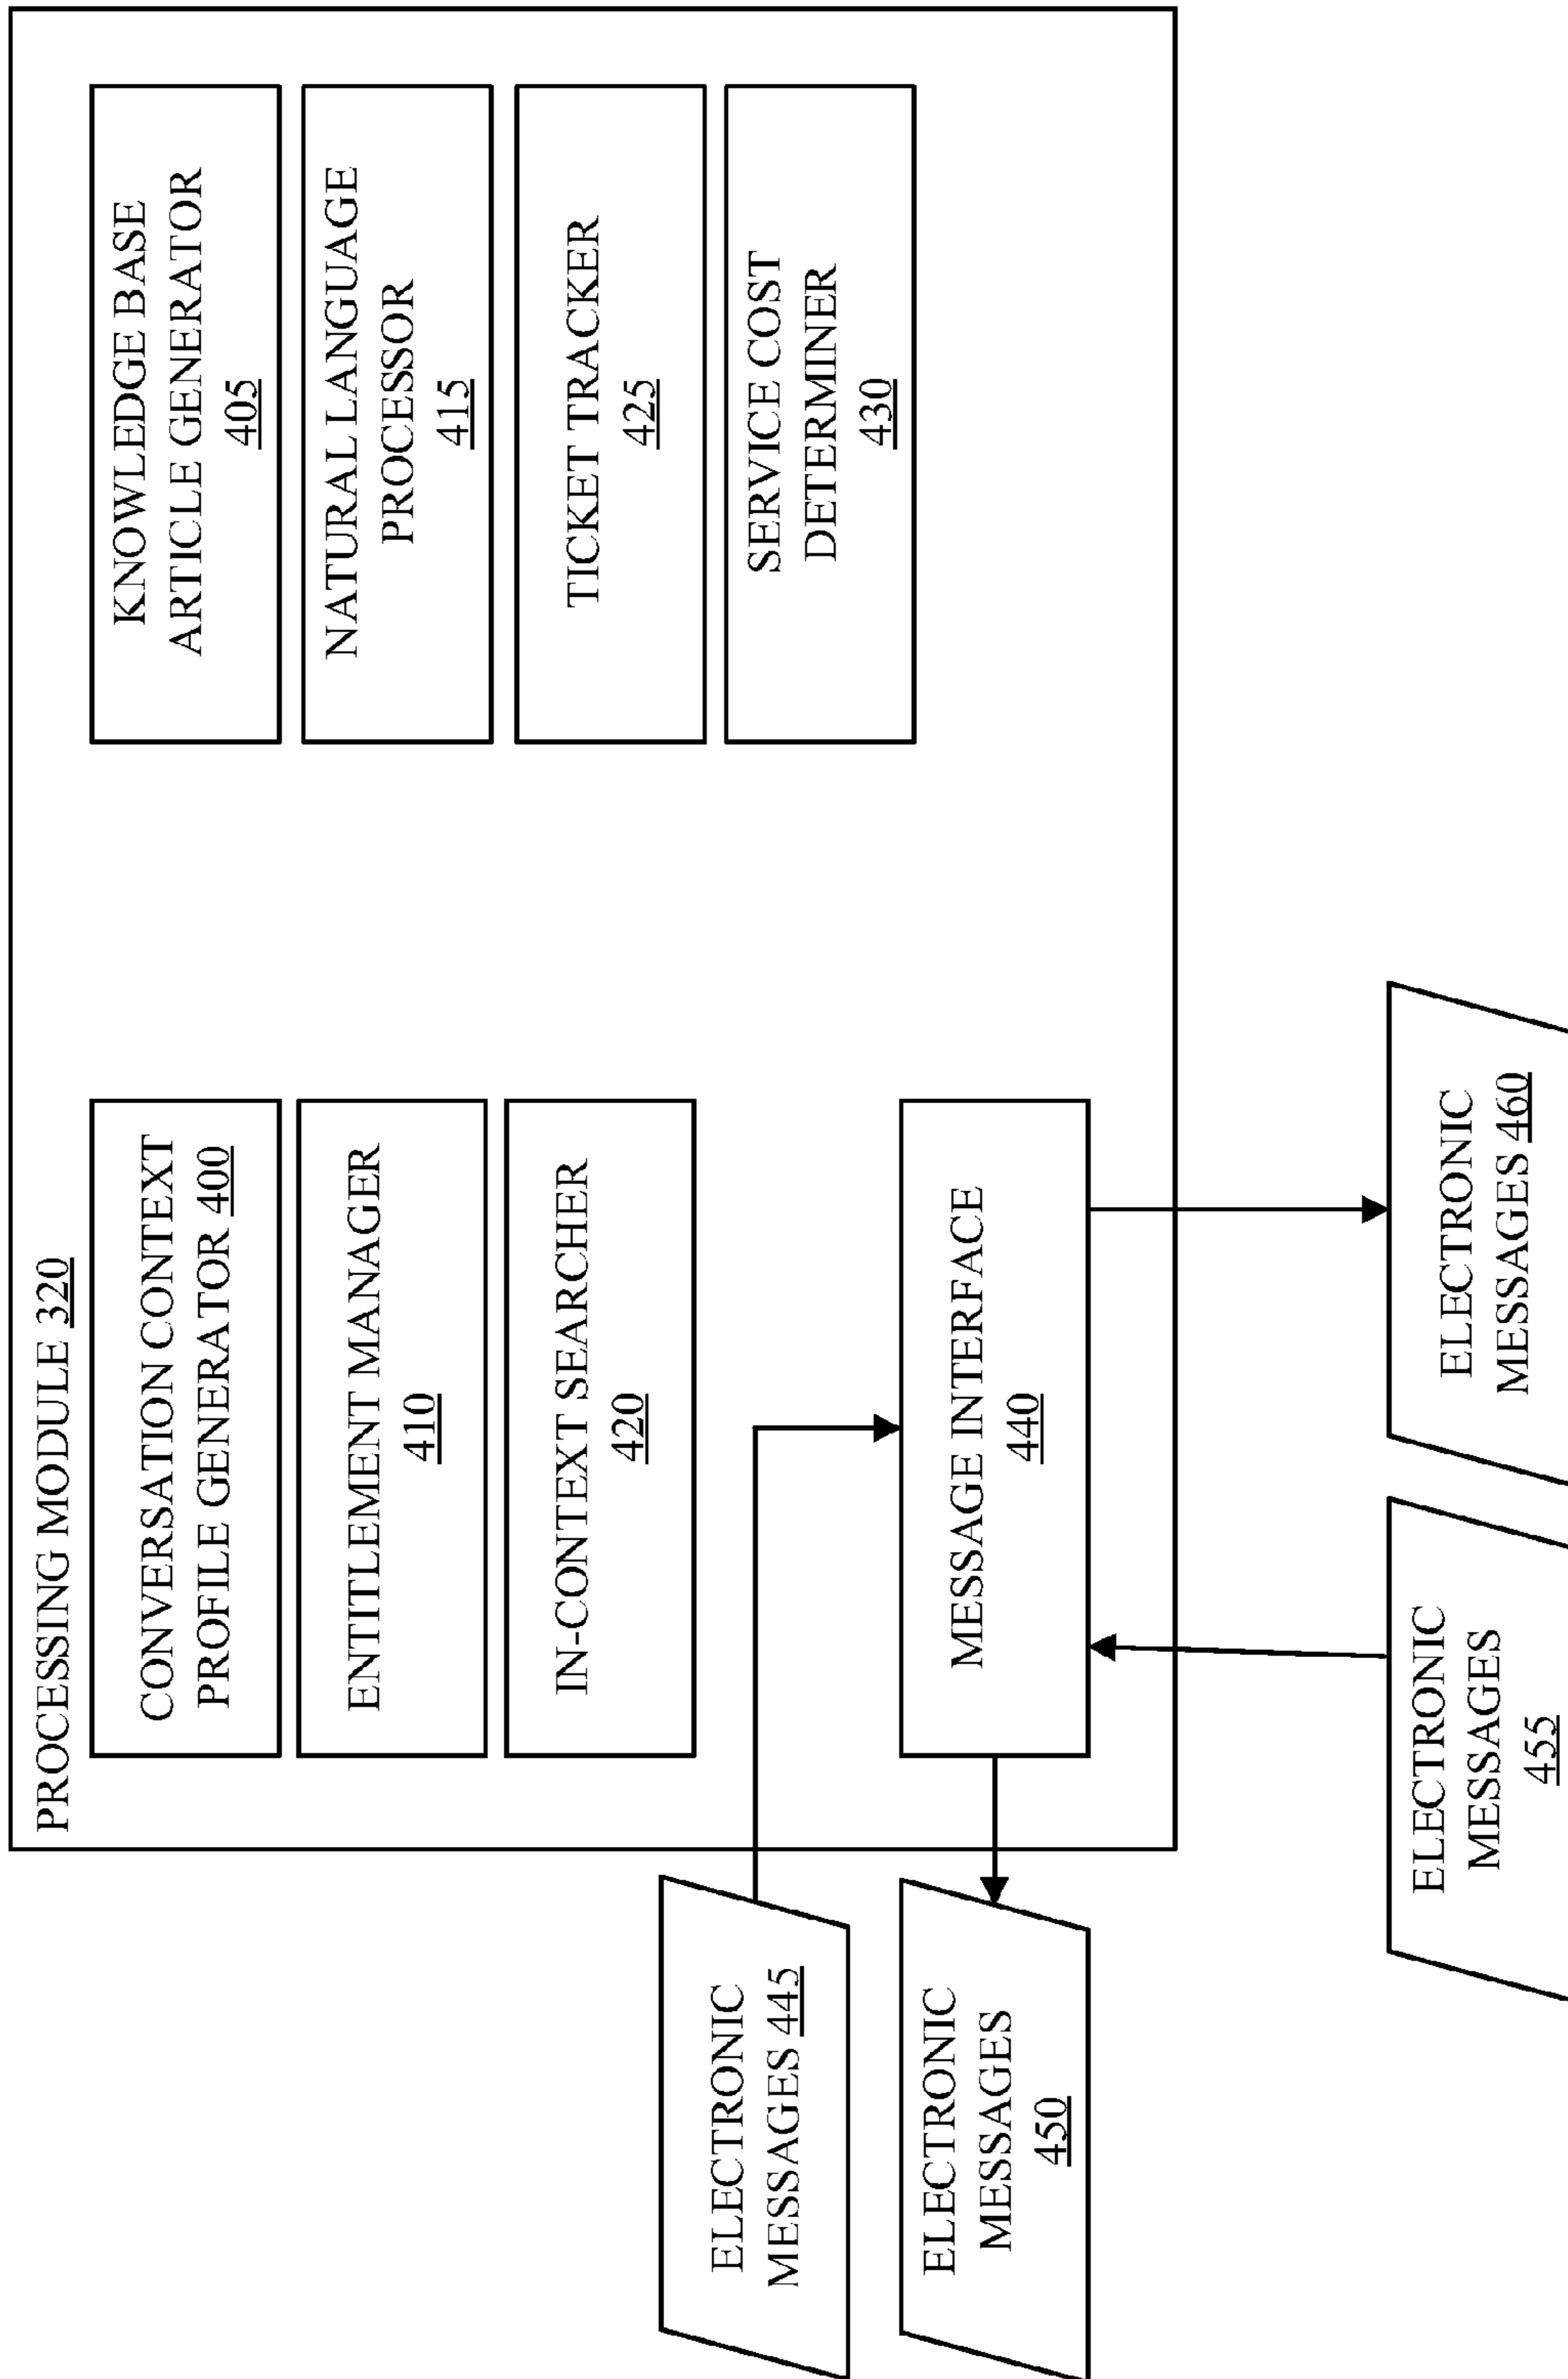 PROCESSING MODULE 320
CONVERSATION CONTEXT
PROFILE GENERATOR 400
ENTITLEMENT MANAGER
410
IN-CONTEXT SEARCHER
420
KNOWLEDGE BASE
ARTICLE GENERATOR
405
NATURAL LANGUAGE
PROCESSOR
415
TICKET TRACKER
425
SERVICE COST
DETERMINER
430
ELECTRONIC
MESSAGES 445
ELECTRONIC
MESSAGES
450
MESSAGE INTERFACE
440
ELECTRONIC
MESSAGES
455
ELECTRONIC
MESSAGES 460